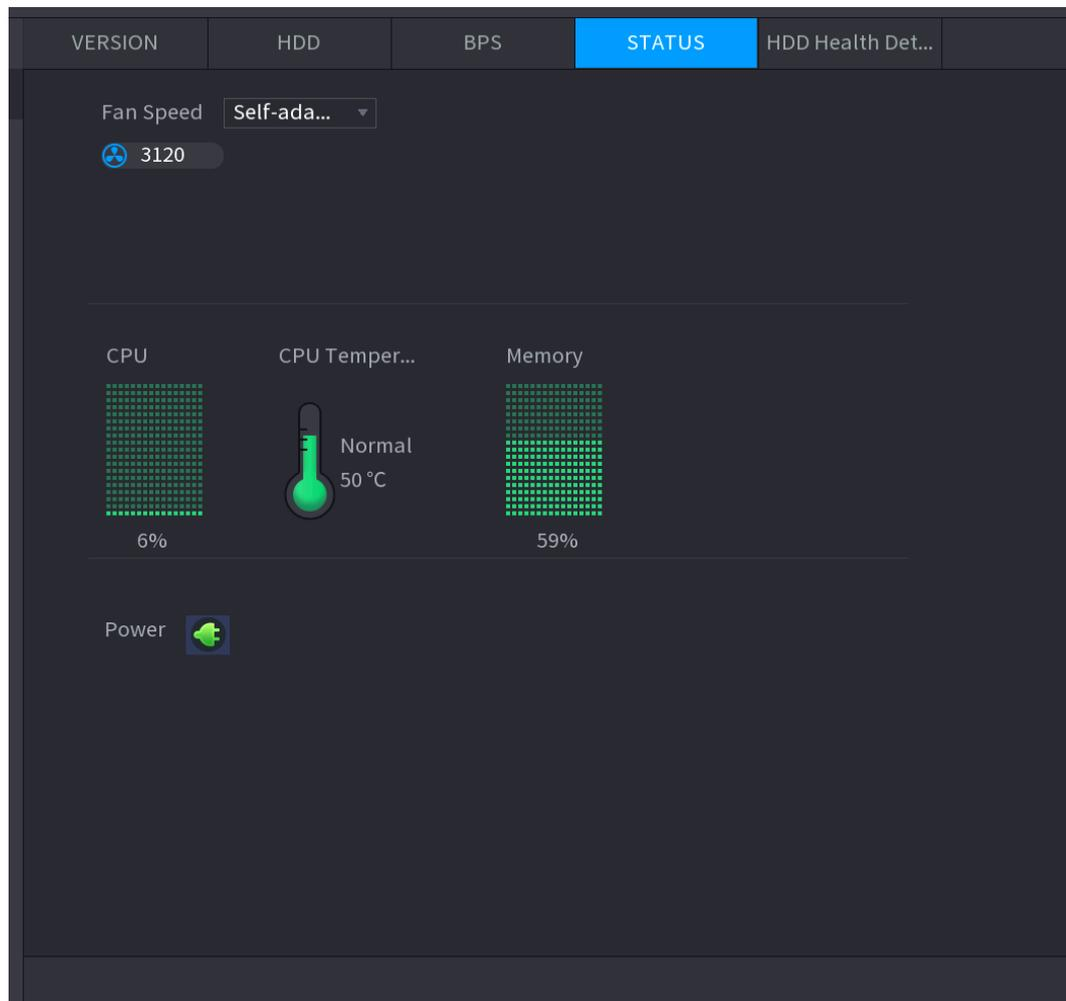 VERSION HDD BPS STATUS HDD Health Det...
Fan Speed Self-ada...
3120
CPU CPU Temper... Memory
Normal
50 °C
6% 59%
Power